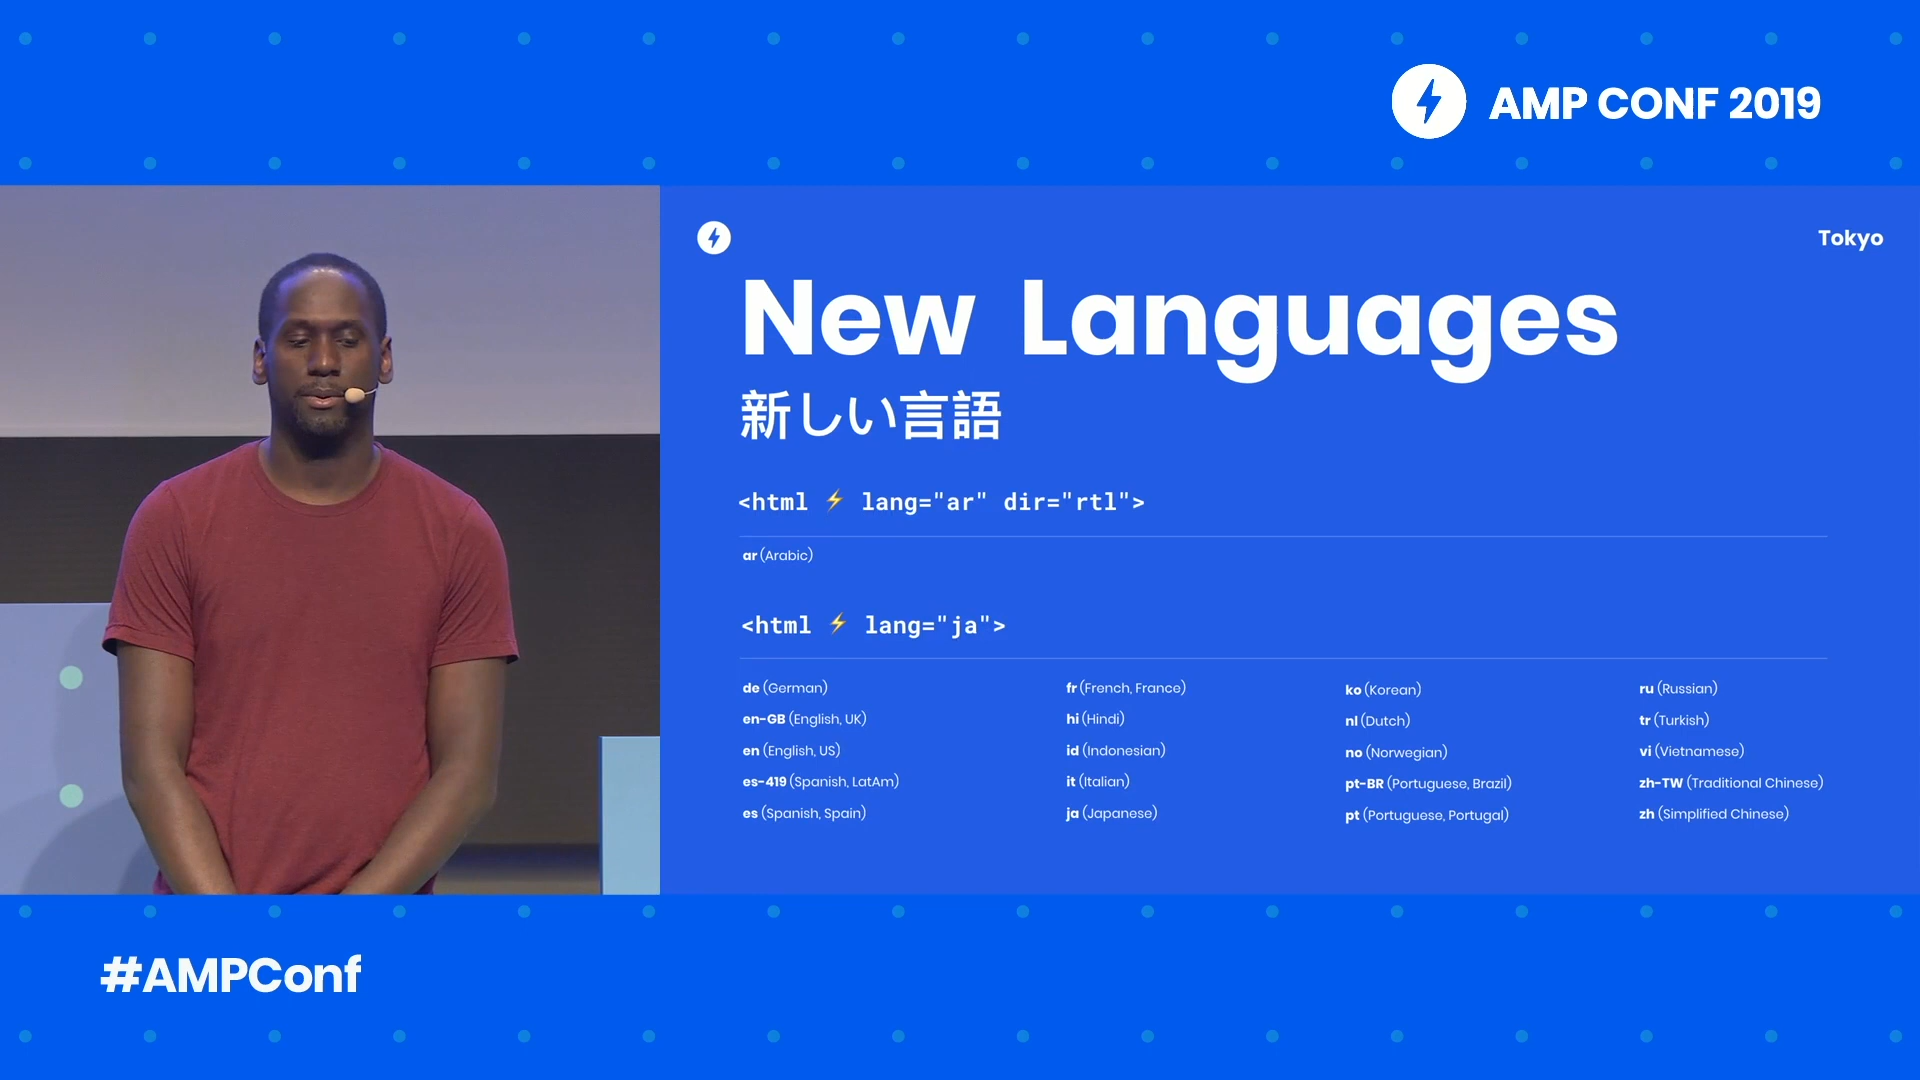 AMP CONF 2019
Tokyo
New Languages
新しい言語
<html ⚡ lang="ar" dir="rtl">
ar (Arabic)
<html ⚡ lang="ja">
de (German)
en-GB (English, UK)
en (English, US)
es-419 (Spanish, LatAm)
es (Spanish, Spain)
fr (French, France)
hi (Hindi)
id (Indonesian)
it (Italian)
ja (Japanese)
ko (Korean)
nl (Dutch)
no (Norwegian)
pt-BR (Portuguese, Brazil)
pt (Portuguese, Portugal)
ru (Russian)
tr (Turkish)
vi (Vietnamese)
zh-TW (Traditional Chinese)
zh (Simplified Chinese)
#AMPConf